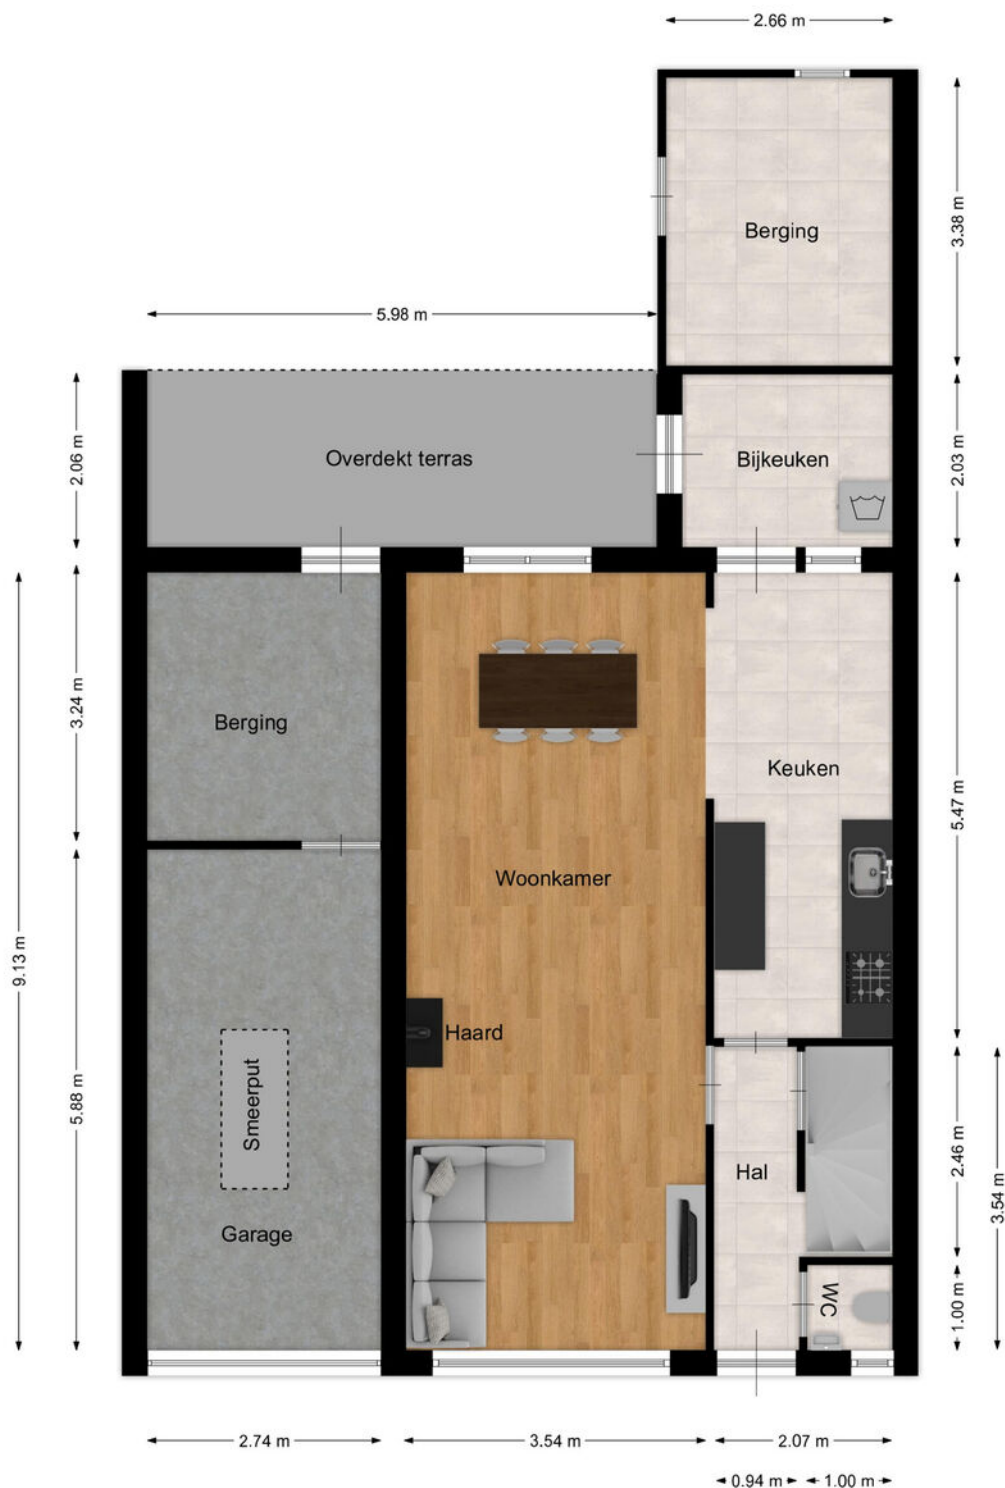 2.66 m
3.38 m
Berging
5.98 m
2.06 m
Overdekt terras
Bijkeuken
2.03 m
3.24 m
Berging
Keuken
5.47 m
Woonkamer
9.13 m
Haard
5.88 m
Smeerput
Hal
2.46 m
3.54 m
Garage
WC
1.00 m
2.74 m
3.54 m
2.07 m
0.94 m
1.00 m